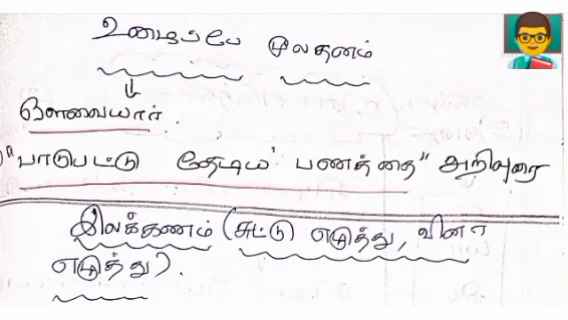 உழைப்பே மூலதனம்
ஔவையார்.
"பாடுபட்டு தேடிய பணத்தை" அறிவுரை
இலக்கணம் (சுட்டு எழுத்து, வினா
எழுத்து).